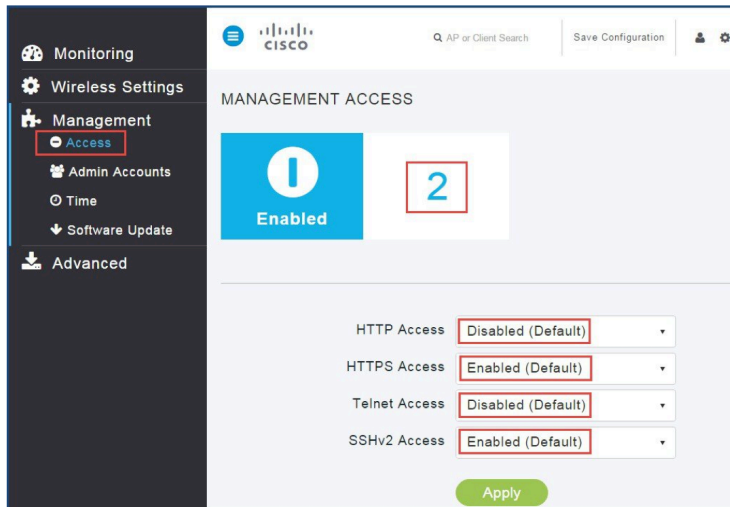 Monitoring
Wireless Settings
Management
Access
Admin Accounts
Time
Software Update
Advanced
CISCO
AP or Client Search
Save Configuration
MANAGEMENT ACCESS
Enabled
2
HTTP Access Disabled (Default)
HTTPS Access Enabled (Default)
Telnet Access Disabled (Default)
SSHv2 Access Enabled (Default)
Apply